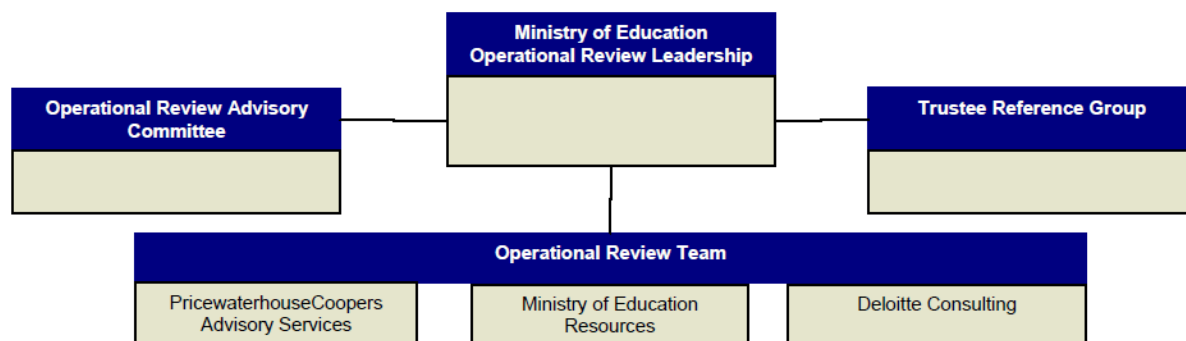 Ministry of Education
Operational Review Leadership
Operational Review Advisory
Committee
Trustee Reference Group
Operational Review Team
PricewaterhouseCoopers
Advisory Services
Ministry of Education
Resources
Deloitte Consulting